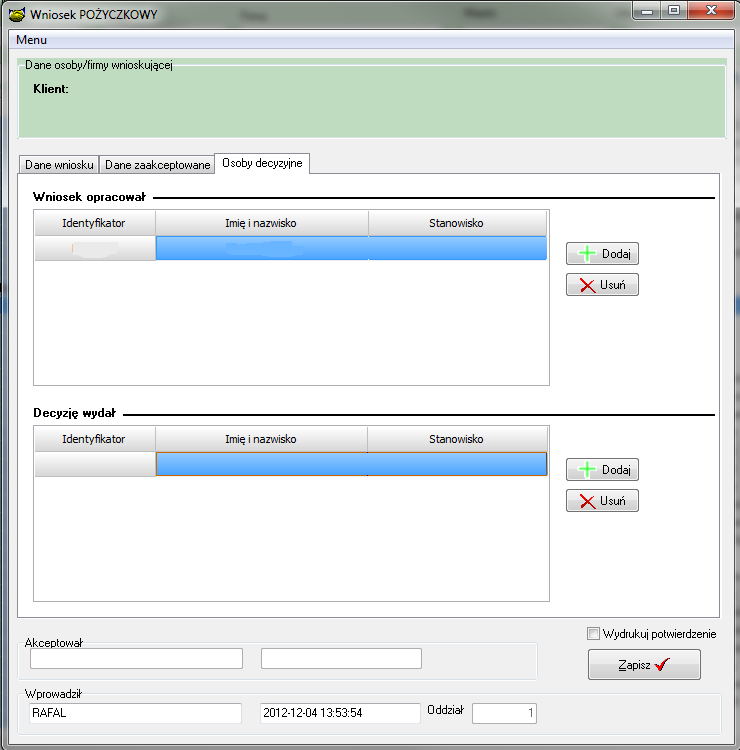 Wniosek POŻYCZKOWY
Menu
Dane osoby/firmy wnioskującej
Klient:
Dane wniosku Dane zaakceptowane Osoby decyzyjne
Wniosek opracował
Identyfikator Imię i nazwisko Stanowisko
Dodaj
Usuń
Decyzję wydał
Identyfikator Imię i nazwisko Stanowisko
Dodaj
Usuń
Wydrukuj potwierdzenie
Akceptował
Zapisz
Wprowadził
RAFAL 2012-12-04 13:53:54 Oddział 1